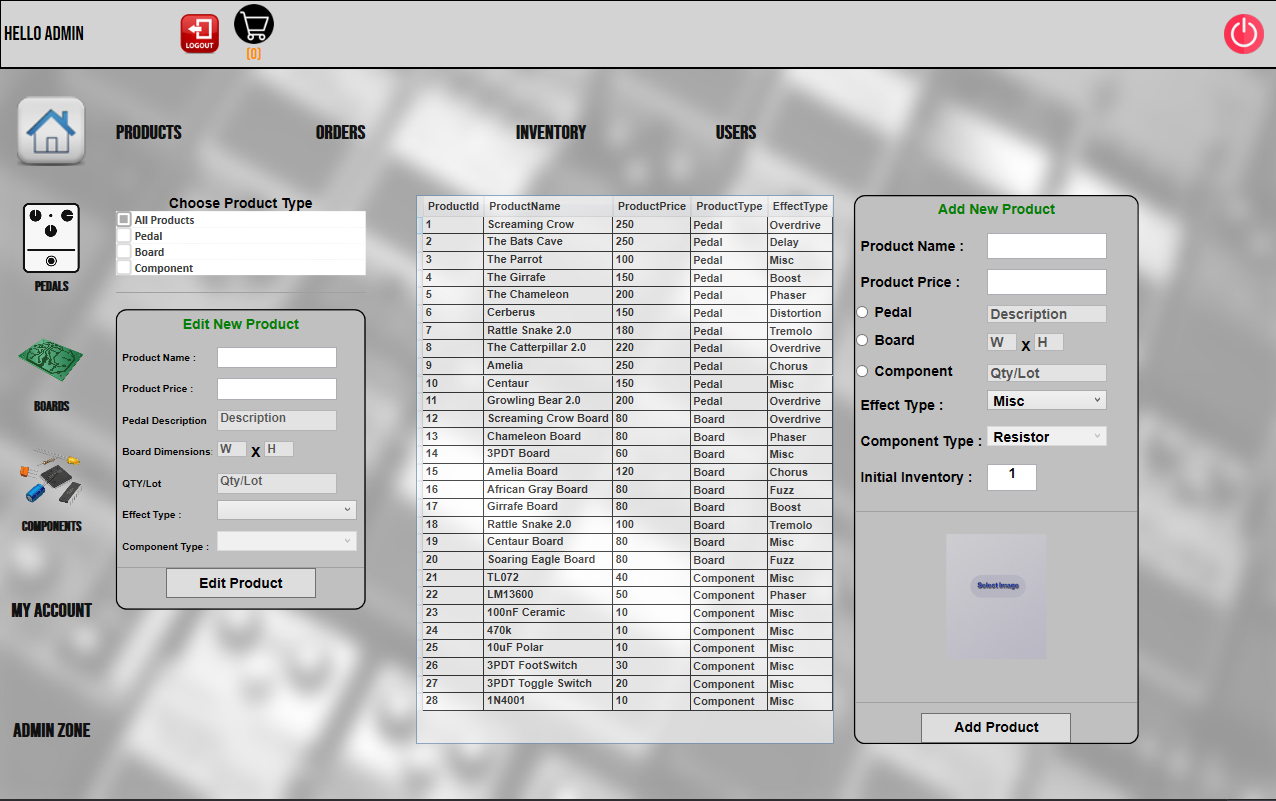 HELLO ADMIN
LOGOUT
[0]
PRODUCTS ORDERS INVENTORY USERS
PEDALS
BOARDS
COMPONENTS
MY ACCOUNT
ADMIN ZONE
Choose Product Type
All Products
Pedal
Board
Component
Edit New Product
Product Name :
Product Price :
Pedal Description Description
Board Dimensions: W X H
QTY/Lot Qty/Lot
Effect Type :
Component Type :
Edit Product
ProductId ProductName ProductPrice ProductType EffectType
1 Screaming Crow 250 Pedal Overdrive
2 The Bats Cave 250 Pedal Delay
3 The Parrot 100 Pedal Misc
4 The Girrafe 150 Pedal Boost
5 The Chameleon 200 Pedal Phaser
6 Cerberus 150 Pedal Distortion
7 Rattle Snake 2.0 180 Pedal Tremolo
8 The Catterpillar 2.0 220 Pedal Overdrive
9 Amelia 250 Pedal Chorus
10 Centaur 150 Pedal Misc
11 Growling Bear 2.0 200 Pedal Overdrive
12 Screaming Crow Board 80 Board Overdrive
13 Chameleon Board 80 Board Phaser
14 3PDT Board 60 Board Misc
15 Amelia Board 120 Board Chorus
16 African Gray Board 80 Board Fuzz
17 Girrafe Board 80 Board Boost
18 Rattle Snake 2.0 100 Board Tremolo
19 Centaur Board 80 Board Misc
20 Soaring Eagle Board 80 Board Fuzz
21 TL072 40 Component Misc
22 LM13600 50 Component Phaser
23 100nF Ceramic 10 Component Misc
24 470k 10 Component Misc
25 10uF Polar 10 Component Misc
26 3PDT FootSwitch 30 Component Misc
27 3PDT Toggle Switch 20 Component Misc
28 1N4001 10 Component Misc
Add New Product
Product Name :
Product Price :
Pedal Description
Board W X H
Component Qty/Lot
Effect Type : Misc
Component Type : Resistor
Initial Inventory : 1
Select Image
Add Product